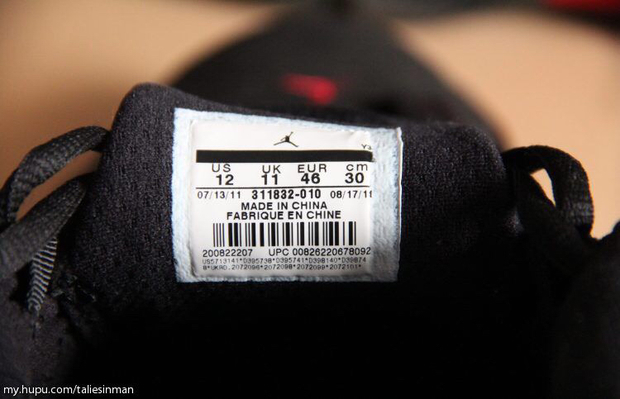 US UK EUR cm
12 11 46 30
07/13/11 311832-010 08/17/11
MADE IN CHINA
FABRIQUE EN CHINE
200822207 UPC 00826220678092
my.hupu.com/taliesinman